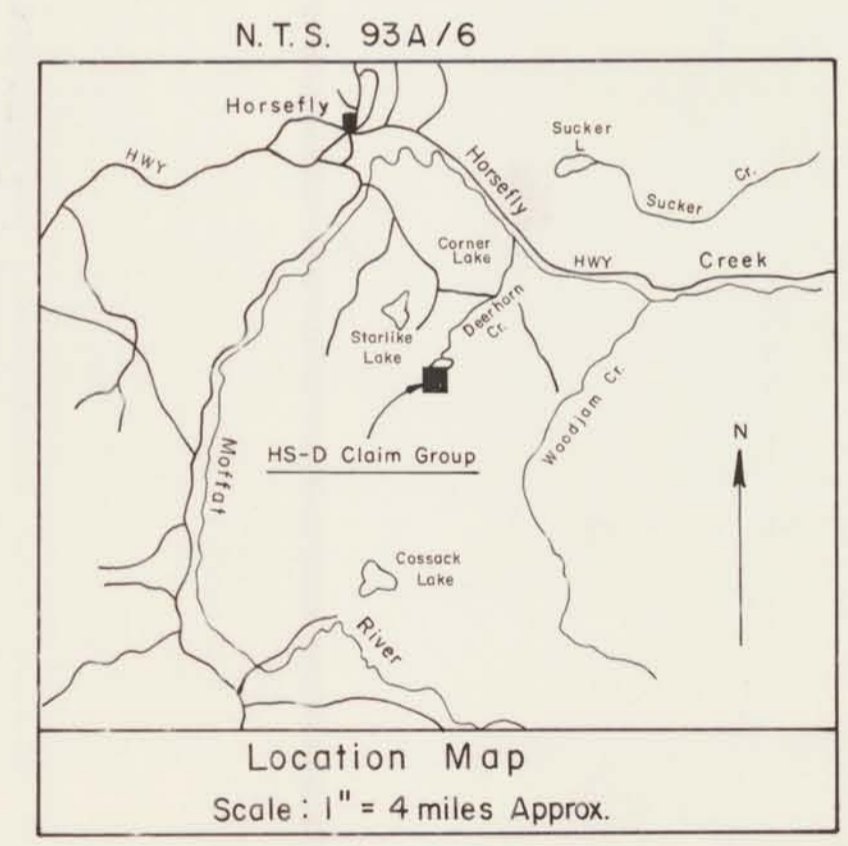 N.T.S. 93A/6
Horsefly
HWY
Sucker
L
Sucker
Cr.
Horsefly
Corner
Lake
HWY
Creek
Starlike
Lake
Deerhorn
Cr.
Woodjam Cr.
HS-D Claim Group
Moffat
N
Cossack
Lake
River
Location Map
Scale: 1" = 4 miles Approx.